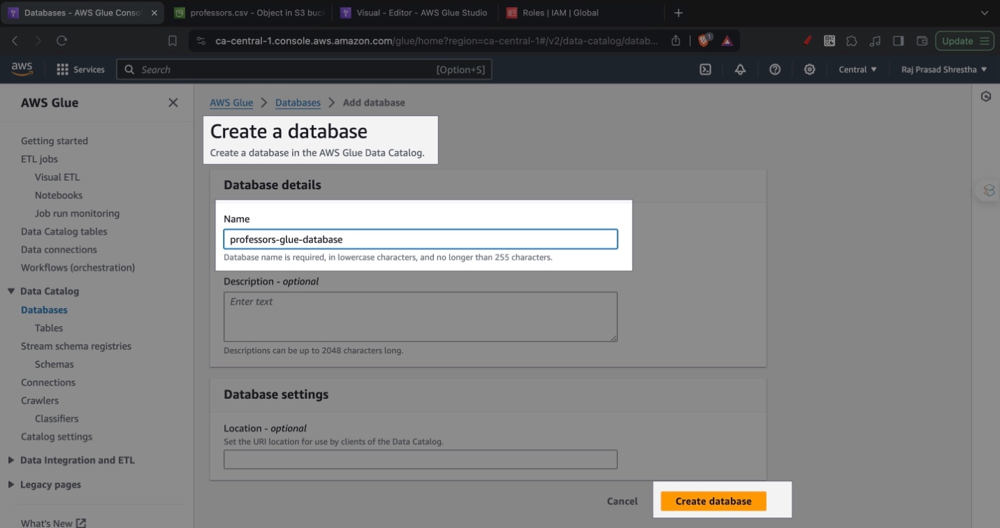 Databases - AWS Glue Consol
professors.csv - Object in S3 buck
Visual - Editor - AWS Glue Studio
Roles | IAM | Global
ca-central-1.console.aws.amazon.com/glue/home?region=ca-central-1#/v2/data-catalog/datab...
1
Update
aws
Services
Search
[Option+S]
Central
Raj Prasad Shrestha
AWS Glue
Getting started
ETL jobs
Visual ETL
Notebooks
Job run monitoring
Data Catalog tables
Data connections
Workflows (orchestration)
Data Catalog
Databases
Tables
Stream schema registries
Schemas
Connections
Crawlers
Classifiers
Catalog settings
Data Integration and ETL
Legacy pages
What's New
AWS Glue > Databases > Add database
Create a database
Create a database in the AWS Glue Data Catalog.
Database details
Name
professors-glue-database
Database name is required, in lowercase characters, and no longer than 255 characters.
Description - optional
Enter text
Descriptions can be up to 2048 characters long.
Database settings
Location - optional
Set the URI location for use by clients of the Data Catalog.
Cancel
Create database